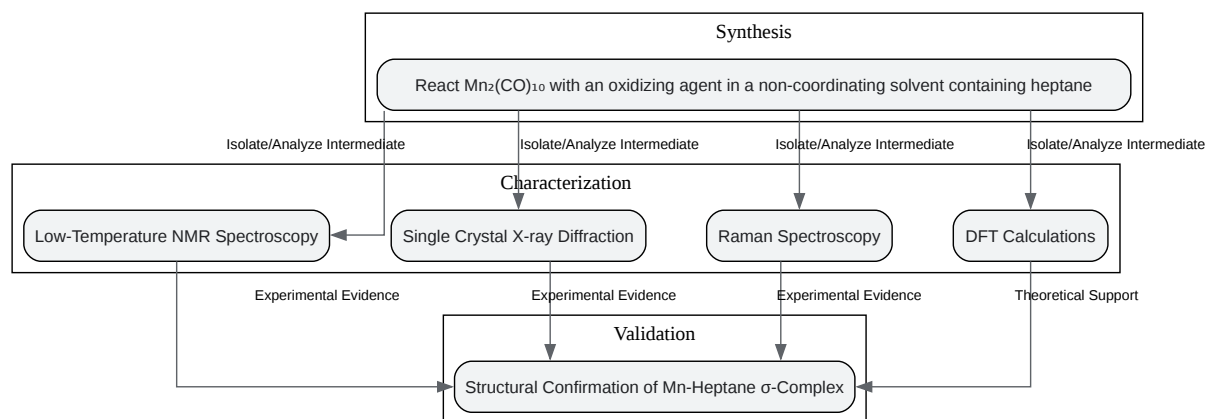 Synthesis
React Mn₂(CO)₁₀ with an oxidizing agent in a non-coordinating solvent containing heptane
Isolate/Analyze Intermediate
Isolate/Analyze Intermediate
Isolate/Analyze Intermediate
Isolate/Analyze Intermediate
Characterization
Low-Temperature NMR Spectroscopy
Single Crystal X-ray Diffraction
Raman Spectroscopy
DFT Calculations
Experimental Evidence
Experimental Evidence
Experimental Evidence
Theoretical Support
Validation
Structural Confirmation of Mn-Heptane σ-Complex